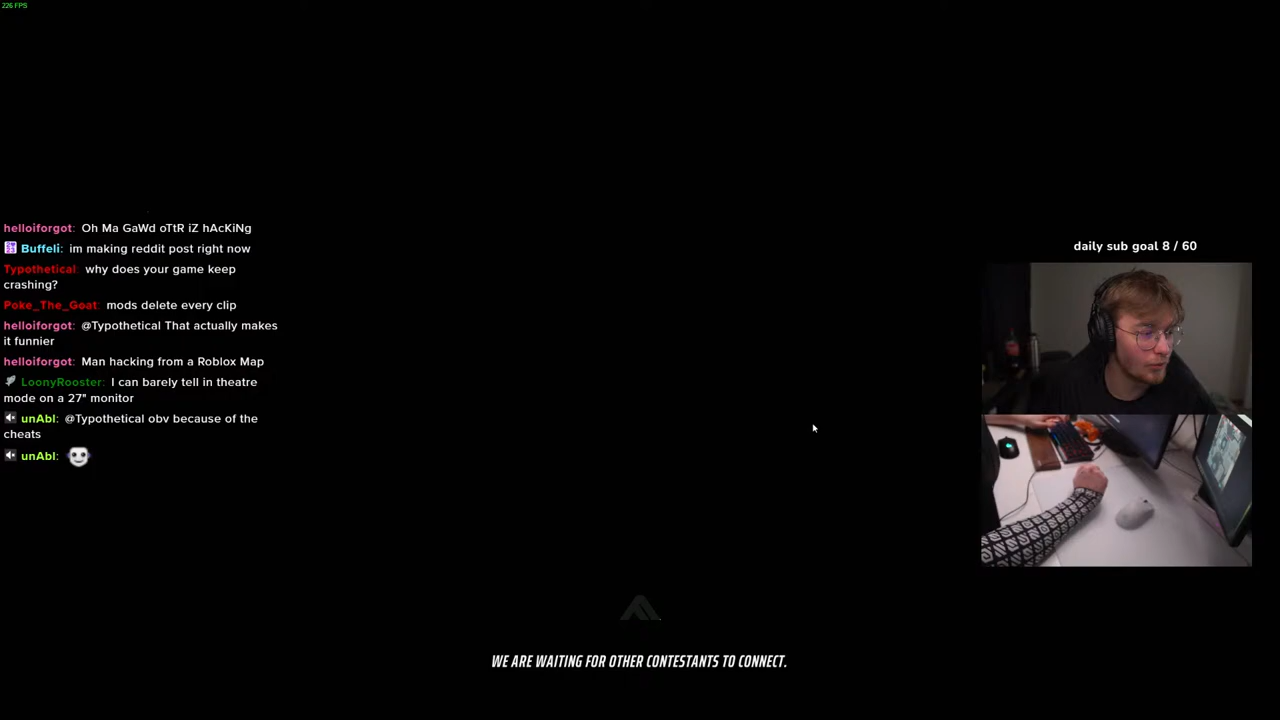 226 FPS
helloiforgot: Oh Ma GaWd oTtR iZ hAcKiNg
Buffeli: im making reddit post right now
Typothetical: why does your game keep
crashing?
Poke_The_Goat: mods delete every clip
helloiforgot: @Typothetical That actually makes
it funnier
helloiforgot: Man hacking from a Roblox Map
LoonyRooster: I can barely tell in theatre
mode on a 27" monitor
unAbl: @Typothetical obv because of the
cheats
unAbl:
daily sub goal 8 / 60
WE ARE WAITING FOR OTHER CONTESTANTS TO CONNECT.